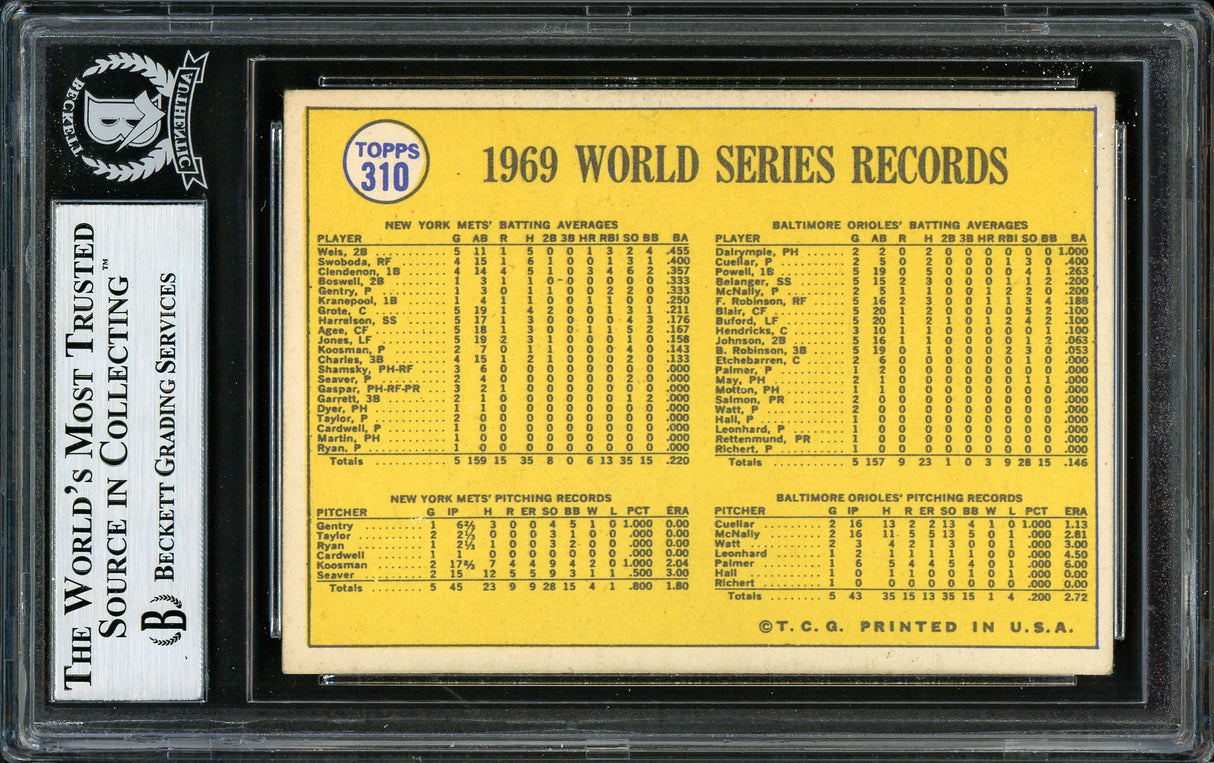 BECKETT
AUTHENTIC
B
THE WORLD'S MOST TRUSTED
SOURCE IN COLLECTING™
B BECKETT GRADING SERVICES
TOPPS
310
1969 WORLD SERIES RECORDS
NEW YORK METS' BATTING AVERAGES
PLAYER G AB R H 2B 3B HR RBI SO BB BA
Weis, 2B ........ 5 11 1 5 0 0 1 3 2 4 .455
Swoboda, RF ........ 4 15 1 6 1 0 0 1 3 1 .400
Clendenon, 1B ........ 4 14 4 5 1 0 3 4 6 2 .357
Boswell, 2B ........ 1 3 1 1 0 0 0 0 0 0 .333
Gentry, P ........ 1 3 0 1 1 0 0 2 2 0 .333
Kranepool, 1B ........ 1 4 1 1 0 0 1 1 0 0 .250
Grote, C ........ 5 19 1 4 2 0 0 1 3 1 .211
Harrelson, SS ........ 5 17 1 3 0 0 0 0 4 3 .176
Agee, CF ........ 5 18 1 3 0 0 1 1 5 2 .167
Jones, LF ........ 5 19 2 3 1 0 0 0 1 0 .158
Koosman, P ........ 2 7 0 1 1 0 0 0 4 0 .143
Charles, 3B ........ 4 15 1 2 1 0 0 0 2 0 .133
Shamsky, PH-RF ..... 3 6 0 0 0 0 0 0 0 0 .000
Seaver, P ........ 2 4 0 0 0 0 0 0 2 0 .000
Gaspar, PH-RF-PR .... 3 2 1 0 0 0 0 0 0 0 .000
Garrett, 3B ........ 2 1 0 0 0 0 0 0 1 2 .000
Dyer, PH ........ 1 1 0 0 0 0 0 0 0 0 .000
Taylor, P ........ 2 0 0 0 0 0 0 0 0 0 .000
Cardwell, P ........ 1 0 0 0 0 0 0 0 0 0 .000
Martin, PH ........ 1 0 0 0 0 0 0 0 0 0 .000
Ryan, P ........ 1 0 0 0 0 0 0 0 0 0 .000
Totals ........ 5 159 15 35 8 0 6 13 35 15 .220
BALTIMORE ORIOLES' BATTING AVERAGES
PLAYER G AB R H 2B 3B HR RBI SO BB BA
Dalrymple, PH ........ 2 2 0 2 0 0 0 0 0 0 1.000
Cuellar, P ........ 2 5 0 2 0 0 0 1 3 0 .400
Powell, 1B ........ 5 19 0 5 0 0 0 0 4 1 .263
Belanger, SS ........ 5 15 2 3 0 0 0 1 1 2 .200
McNally, P ........ 2 5 1 1 0 0 1 2 2 0 .200
F. Robinson, RF ...... 5 16 2 3 0 0 1 1 3 4 .188
Blair, CF ........ 5 20 1 2 0 0 0 0 5 2 .100
Buford, LF ........ 5 20 1 2 1 0 1 2 4 2 .100
Hendricks, C ........ 3 10 1 1 0 0 0 0 0 1 .100
Johnson, 2B ........ 5 16 1 1 0 0 0 0 1 2 .063
B. Robinson, 3B ...... 5 19 0 1 0 0 0 2 3 0 .053
Etchebarren, C ....... 2 6 0 0 0 0 0 0 1 0 .000
Palmer, P ........ 1 2 0 0 0 0 0 0 0 0 .000
May, PH ........ 2 1 0 0 0 0 0 0 1 1 .000
Motton, PH ........ 1 1 0 0 0 0 0 0 0 0 .000
Salmon, PR ........ 2 0 0 0 0 0 0 0 0 0 .000
Watt, P ........ 2 0 0 0 0 0 0 0 0 0 .000
Hall, P ........ 1 0 0 0 0 0 0 0 0 0 .000
Leonhard, P ........ 1 0 0 0 0 0 0 0 0 0 .000
Rettenmund, PR ..... 1 0 0 0 0 0 0 0 0 0 .000
Richert, P ........ 1 0 0 0 0 0 0 0 0 0 .000
Totals ........ 5 157 9 23 1 0 3 9 28 15 .146
NEW YORK METS' PITCHING RECORDS
PITCHER G IP H R ER SO BB W L PCT ERA
Gentry ........ 1 6⅔ 3 0 0 4 5 1 0 1.000 0.00
Taylor ........ 2 2⅓ 0 0 0 3 1 0 0 .000 0.00
Ryan ........ 1 2⅓ 1 0 0 3 2 0 0 .000 0.00
Cardwell ........ 1 1 0 0 0 0 0 0 0 .000 0.00
Koosman ........ 2 17⅔ 7 4 4 9 4 2 0 1.000 2.04
Seaver ........ 2 15 12 5 5 9 3 1 1 .500 3.00
Totals ........ 5 45 23 9 9 28 15 4 1 .800 1.80
BALTIMORE ORIOLES' PITCHING RECORDS
PITCHER G IP H R ER SO BB W L PCT ERA
Cuellar ........ 2 16 13 2 2 13 4 1 0 1.000 1.13
McNally ........ 2 16 11 5 5 13 5 0 1 .000 2.81
Watt ........ 2 3 4 2 1 3 0 0 1 .000 3.00
Leonhard ........ 1 2 1 1 1 1 1 0 0 .000 4.50
Palmer ........ 1 6 5 4 4 5 4 0 1 .000 6.00
Hall ........ 1 0 1 1 0 0 1 0 1 .000 0.00
Richert ........ 1 0 0 0 0 0 0 0 0 .000 0.00
Totals ........ 5 43 35 15 13 35 15 1 4 .200 2.72
©T.C.G. PRINTED IN U.S.A.